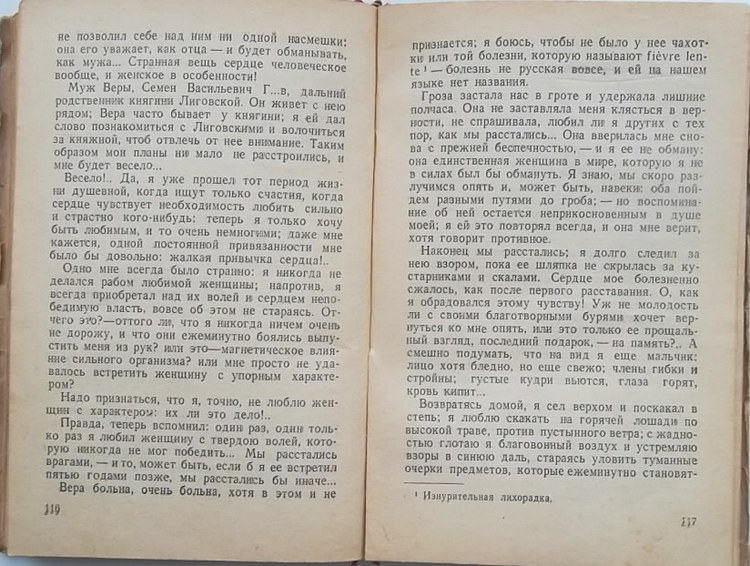 не позволил себе над ним ни одной насмешки:
она его уважает, как отца — и будет обманывать,
как мужа... Странная вещь сердце человеческое
вообще, и женское в особенности!
Муж Веры, Семен Васильевич Г...в, дальний
родственник княгини Лиговской. Он живет с нею
рядом; Вера часто бывает у княгини; я ей дал
слово познакомиться с Лиговскими и волочиться
за княжной, чтоб отвлечь от нее внимание. Таким
образом мои планы ни мало не расстроились, и
мне будет весело...
Весело!.. Да, я уже прошел тот период жиз-
ни душевной, когда ищут только счастия, когда
сердце чувствует необходимость любить сильно
и страстно кого-нибудь: теперь я только хочу
быть любимым, и то очень немногими; даже мне
кажется, одной постоянной привязанности мне
было бы довольно: жалкая привычка сердца!..
Одно мне всегда было странно: я никогда не
делался рабом любимой женщины; напротив, я
всегда приобретал над их волей и сердцем непо-
бедимую власть, вовсе об этом не стараясь. От-
чего это?—оттого ли, что я никогда ничем очень
не дорожу, и что они ежеминутно боялись выпу-
стить меня из рук? или это—магнетическое влия-
ние сильного организма? или мне просто не уда-
валось встретить женщину с упорным характе-
ром?
Надо признаться, что я, точно, не люблю жен-
щин с характером: их ли это дело!..
Правда, теперь вспомнил: один раз, один толь-
ко раз я любил женщину с твердою волей, кото-
рую никогда не мог победить... Мы расстались
врагами, — и то, может быть, если б я ее встретил
пятью годами позже, мы расстались бы иначе...
Вера больна, очень больна, хотя в этом и не
116
признается; я боюсь, чтобы не было у нее чахот-
ки или той болезни, которую называют fièvre len-
te ¹ — болезнь не русская вовсе, и ей на нашем
языке нет названия.
Гроза застала нас в гроте и удержала лишние
полчаса. Она не заставляла меня клясться в вер-
ности, не спрашивала, любил ли я других с тех
пор, как мы расстались... Она вверилась мне сно-
ва с прежней беспечностью, — и я ее не обману:
она единственная женщина в мире, которую я не
в силах был бы обмануть. Я знаю, мы скоро раз-
лучимся опять и, может быть, навеки: оба пой-
дем разными путями до гроба; — но воспомина-
ние об ней остается неприкосновенным в душе
моей; я ей это повторял всегда, и она мне верит,
хотя говорит противное.
Наконец мы расстались; я долго следил за
нею взором, пока ее шляпка не скрылась за ку-
старниками и скалами. Сердце мое болезненно
сжалось, как после первого расставания. О, как
я обрадовался этому чувству! Уж не молодость
ли с своими благотворными бурями хочет вер-
нуться ко мне опять, или это только ее прощаль-
ный взгляд, последний подарок, — на память?.. А
смешно подумать, что на вид я еще мальчик:
лицо хотя бледно, но еще свежо; члены гибки и
стройны; густые кудри вьются, глаза горят,
кровь кипит...
Возвратясь домой, я сел верхом и поскакал в
степь; я люблю скакать на горячей лошади по
высокой траве, против пустынного ветра; с жадно-
стью глотаю я благовонный воздух и устремляю
взоры в синюю даль, стараясь уловить туманные
очерки предметов, которые ежеминутно становят-
¹ Изнурительная лихорадка.
117